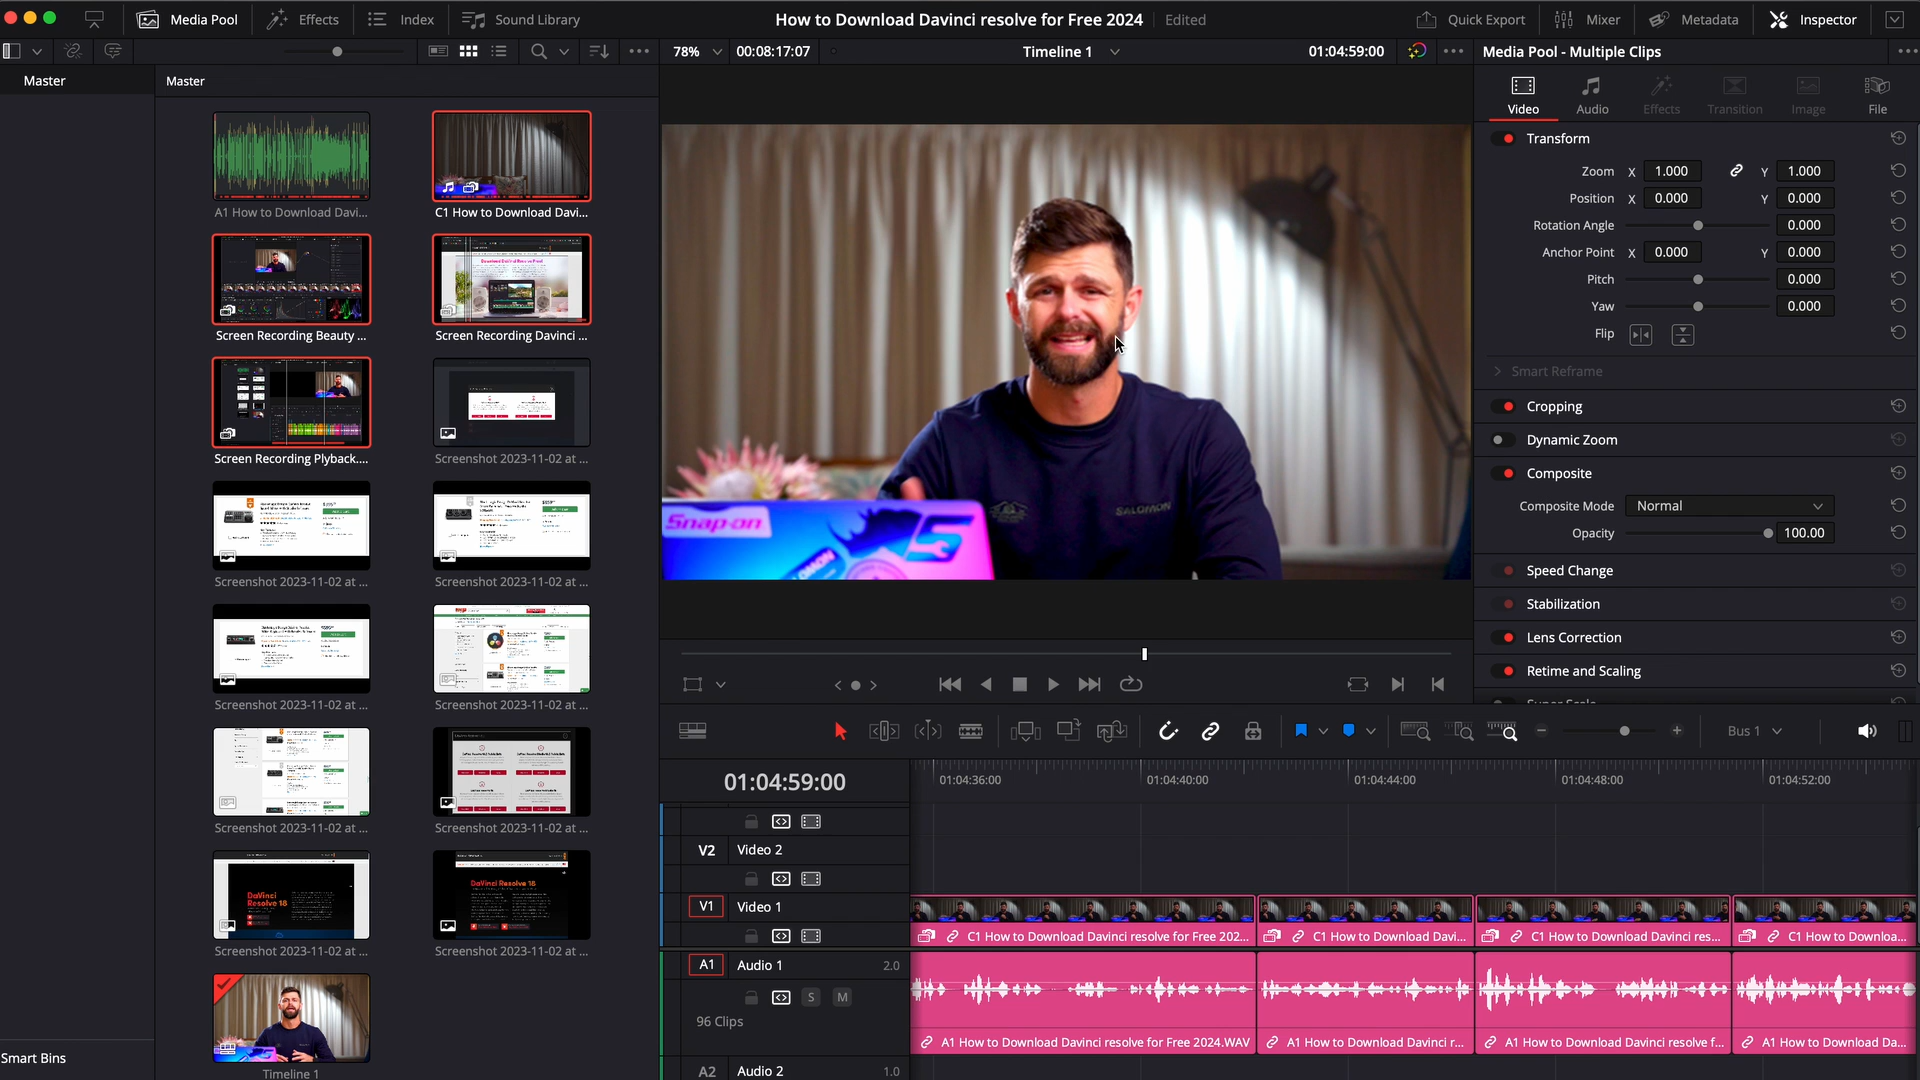 Media Pool
Effects
Index
Sound Library
How to Download Davinci resolve for Free 2024
Edited
Quick Export
Mixer
Metadata
Inspector
78%
00:08:17:07
Timeline 1
01:04:59:00
Media Pool - Multiple Clips
Master
Master
Video
Audio
Effects
Transition
Image
File
A1 How to Download Davi...
C1 How to Download Davi...
Screen Recording Beauty ...
Screen Recording Davinci ...
Screen Recording Plyback....
Screenshot 2023-11-02 at ...
Screenshot 2023-11-02 at ...
Screenshot 2023-11-02 at ...
Screenshot 2023-11-02 at ...
Screenshot 2023-11-02 at ...
Screenshot 2023-11-02 at ...
Screenshot 2023-11-02 at ...
DaVinci
Resolve 18
DaVinci Resolve 18
Screenshot 2023-11-02 at ...
Screenshot 2023-11-02 at ...
Timeline 1
Smart Bins
Snap-on
SALOMON
SALOMON
Transform
Zoom X 1.000 Y 1.000
Position X 0.000 Y 0.000
Rotation Angle 0.000
Anchor Point X 0.000 Y 0.000
Pitch 0.000
Yaw 0.000
Flip
Smart Reframe
Cropping
Dynamic Zoom
Composite
Composite Mode Normal
Opacity 100.00
Speed Change
Stabilization
Lens Correction
Retime and Scaling
Super Scale
Bus 1
01:04:59:00
01:04:36:00
01:04:40:00
01:04:44:00
01:04:48:00
01:04:52:00
V2 Video 2
V1 Video 1
C1 How to Download Davinci resolve for Free 202...
C1 How to Download Davi...
C1 How to Download Davinci res...
C1 How to Downloa...
A1 Audio 1 2.0
S M
96 Clips
A1 How to Download Davinci resolve for Free 2024.WAV
A1 How to Download Davinci r...
A1 How to Download Davinci resolve f...
A1 How to Download Da...
A2 Audio 2 1.0